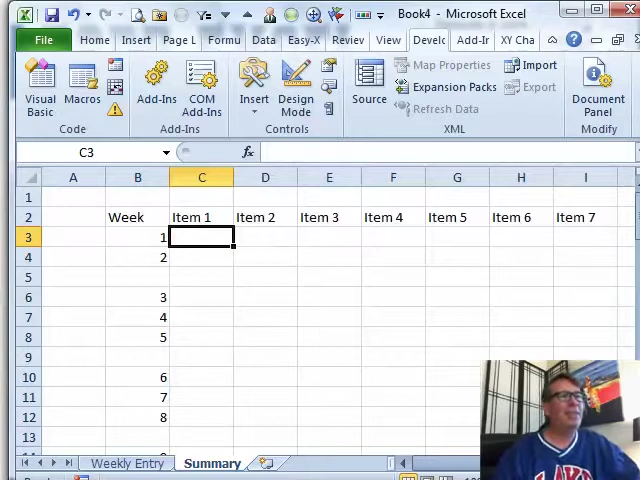 Book4 - Microsoft Excel
File Home Insert Page L Formu Data Review View Develo Add-Ir XY Cha
Visual Basic
Macros
Add-Ins
COM Add-Ins
Insert
Design Mode
Source
Map Properties
Expansion Packs
Refresh Data
Import
Export
Document Panel
Code Add-Ins Controls XML Modify
C3 fx
A B C D E F G H I
1
2 Week Item 1 Item 2 Item 3 Item 4 Item 5 Item 6 Item 7
3 1
4 2
5
6 3
7 4
8 5
9
10 6
11 7
12 8
13
Weekly Entry Summary
LAKE